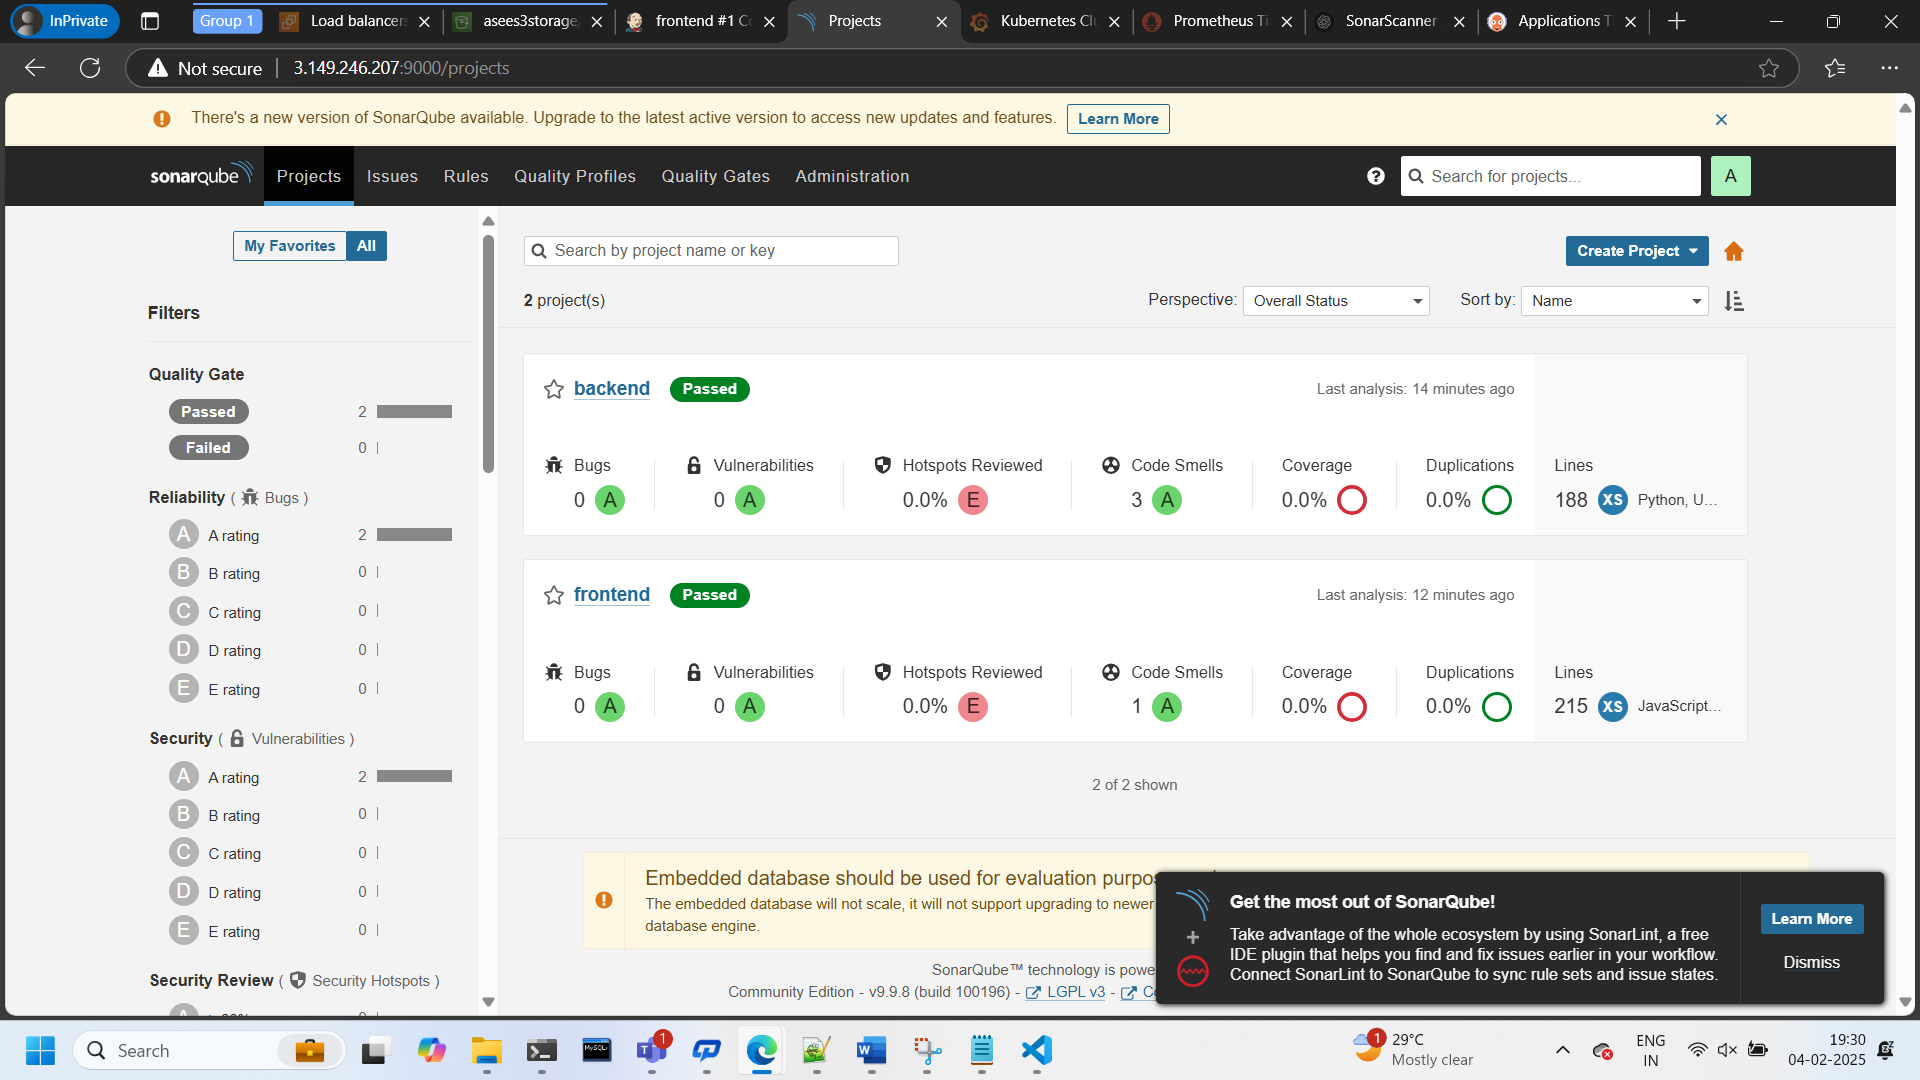 InPrivate
Group 1
Load balancers
asees3storage
frontend #1 Co
Projects
Kubernetes Clu
Prometheus Ti
SonarScanner
Applications T
Not secure
3.149.246.207:9000/projects
There's a new version of SonarQube available. Upgrade to the latest active version to access new updates and features.
Learn More
sonarqube
Projects
Issues
Rules
Quality Profiles
Quality Gates
Administration
Search for projects...
A
My Favorites
All
Search by project name or key
Create Project
2 project(s)
Perspective:
Overall Status
Sort by:
Name
Filters
Quality Gate
Passed
2
Failed
0
Reliability ( Bugs )
A A rating 2
B B rating 0
C C rating 0
D D rating 0
E E rating 0
Security ( Vulnerabilities )
A A rating 2
B B rating 0
C C rating 0
D D rating 0
E E rating 0
Security Review ( Security Hotspots )
backend
Passed
Last analysis: 14 minutes ago
Bugs
Vulnerabilities
Hotspots Reviewed
Code Smells
Coverage
Duplications
Lines
0 A
0 A
0.0% E
3 A
0.0%
0.0%
188 XS Python, U...
frontend
Passed
Last analysis: 12 minutes ago
Bugs
Vulnerabilities
Hotspots Reviewed
Code Smells
Coverage
Duplications
Lines
0 A
0 A
0.0% E
1 A
0.0%
0.0%
215 XS JavaScript...
2 of 2 shown
Embedded database should be used for evaluation purpos
The embedded database will not scale, it will not support upgrading to newer
database engine.
SonarQube™ technology is powe
Community Edition - v9.9.8 (build 100196) - LGPL v3 - C
Get the most out of SonarQube!
Take advantage of the whole ecosystem by using SonarLint, a free
IDE plugin that helps you find and fix issues earlier in your workflow.
Connect SonarLint to SonarQube to sync rule sets and issue states.
Learn More
Dismiss
Search
MySQL
1
1
29°C
Mostly clear
ENG
IN
19:30
04-02-2025